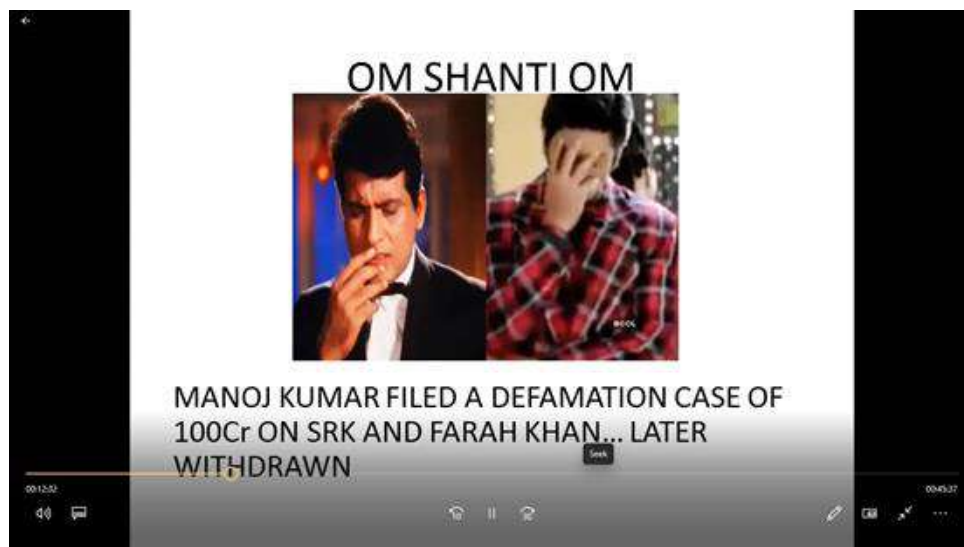 OM SHANTI OM
MANOJ KUMAR FILED A DEFAMATION CASE OF
100Cr ON SRK AND FARAH KHAN... LATER
WITHDRAWN
Seek
00:12:02
00:45:37